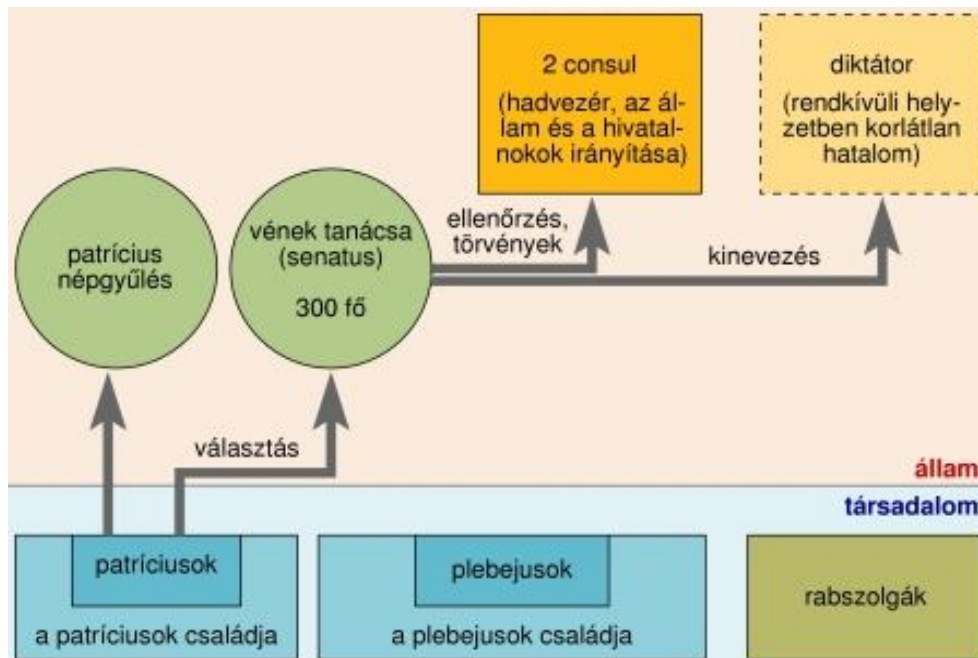 2 consul
(hadvezér, az ál-
lam és a hivatal-
nokok irányítása)
diktátor
(rendkívüli hely-
zetben korlátlan
hatalom)
patrícius
népgyűlés
vének tanácsa
(senatus)
300 fő
ellenőrzés,
törvények
kinevezés
választás
állam
társadalom
patríciusok
a patríciusok családja
plebejusok
a plebejusok családja
rabszolgák